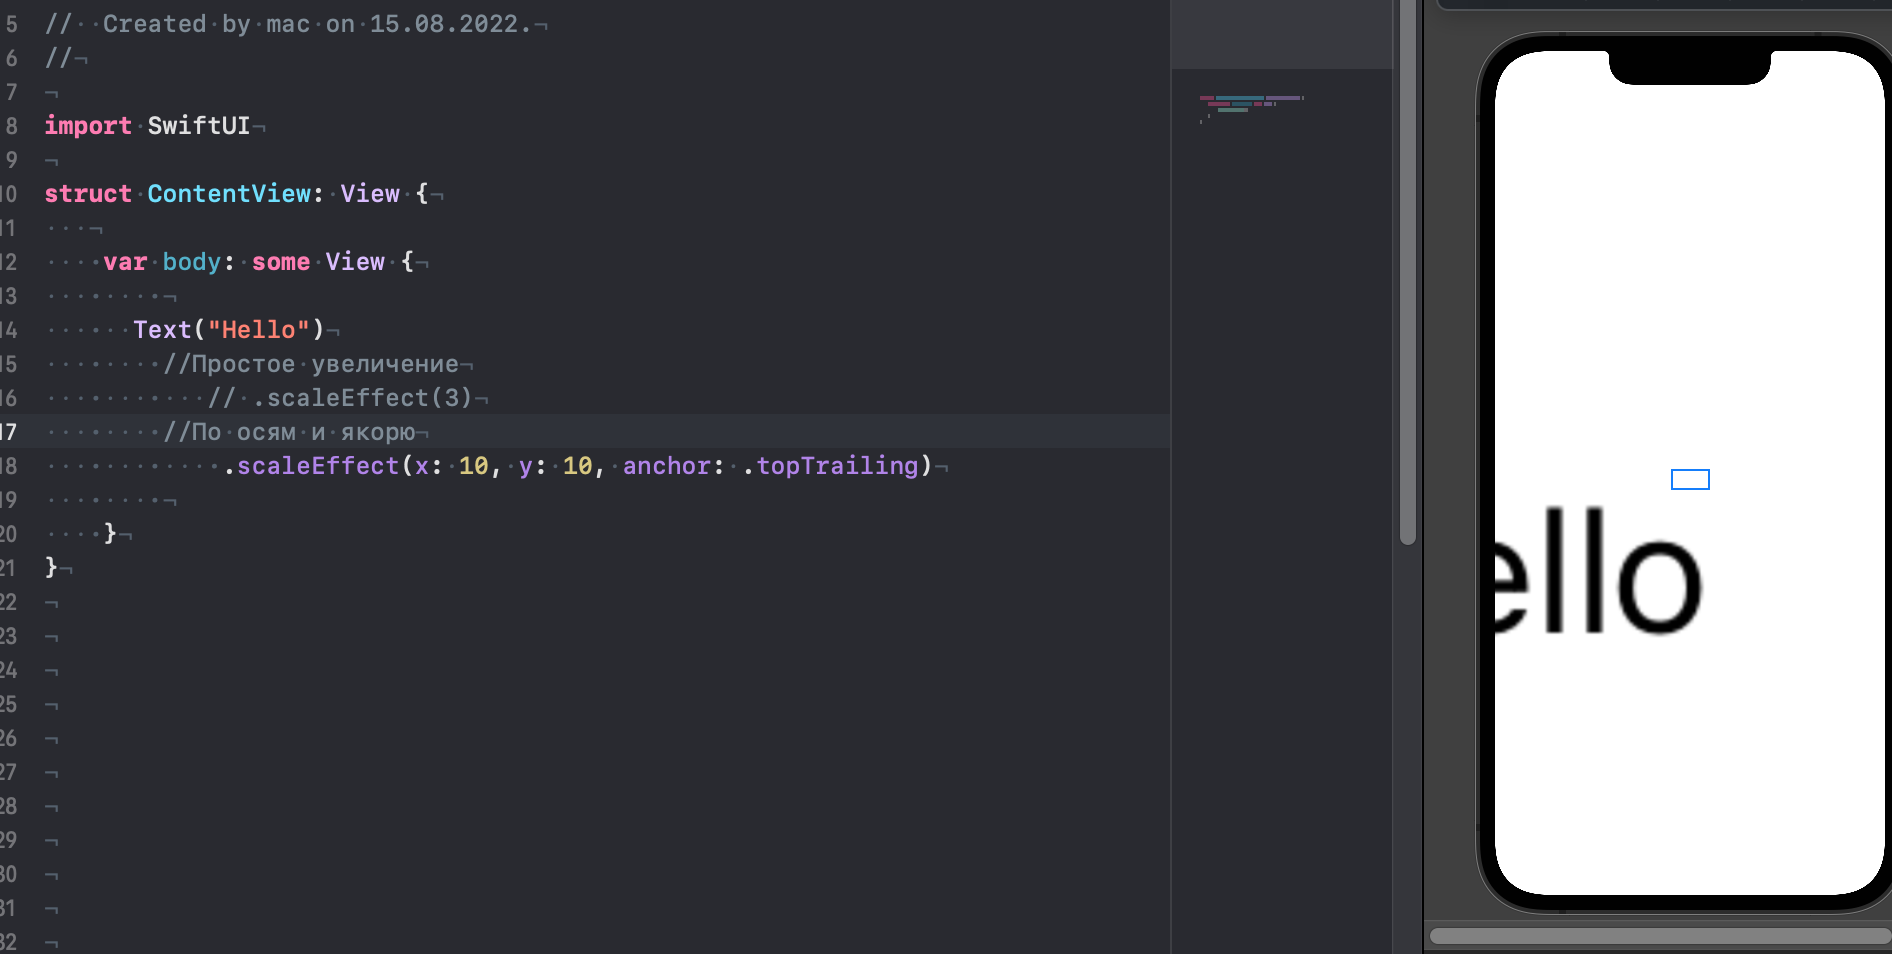 5 //  Created by mac on 15.08.2022.
6 //
7
8 import SwiftUI
9
10 struct ContentView: View {
11
12     var body: some View {
13
14       Text("Hello")
15         //Простое увеличение
16            // .scaleEffect(3)
17         //По осям и якорю
18             .scaleEffect(x: 10, y: 10, anchor: .topTrailing)
19
20     }
21 }
22
23
24
25
26
27
28
29
30
31
32
ello